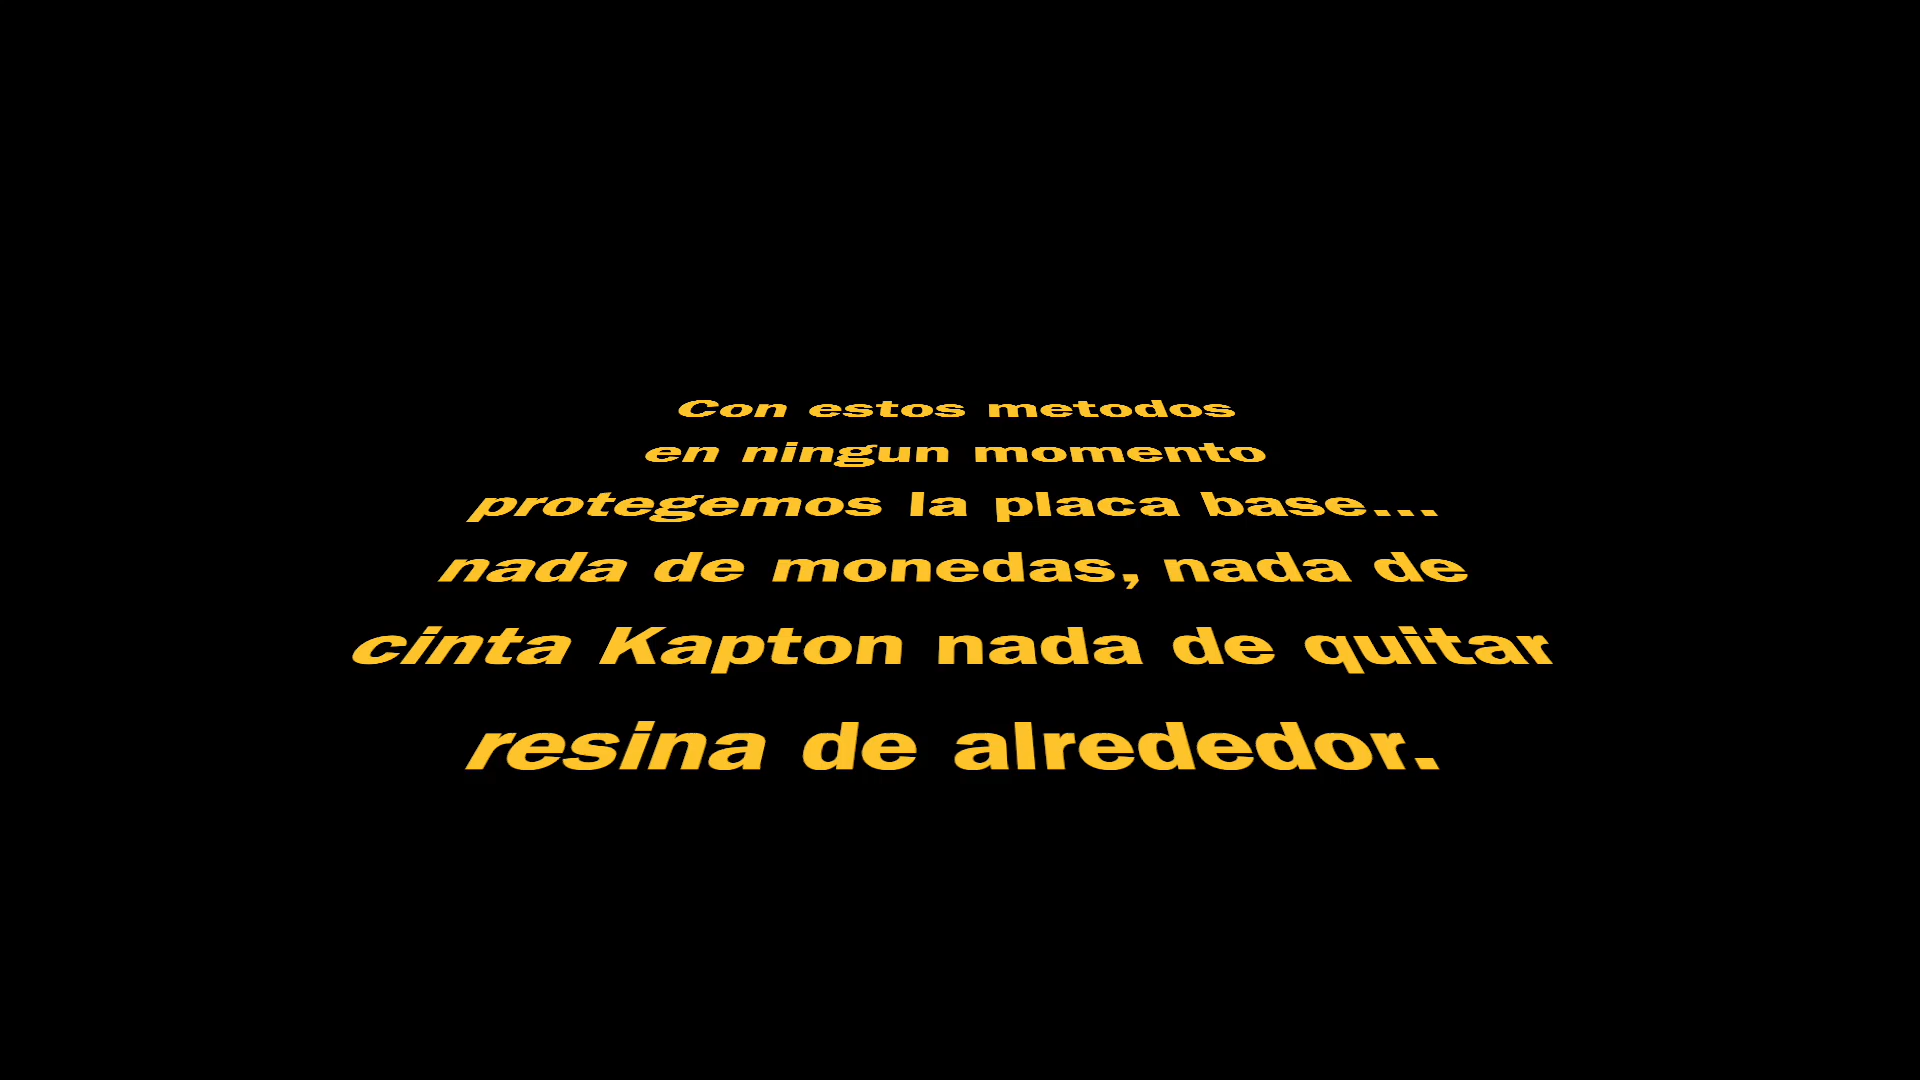 Con estos metodos
en ningun momento
protegemos la placa base...
nada de monedas, nada de
cinta Kapton nada de quitar
resina de alrededor.